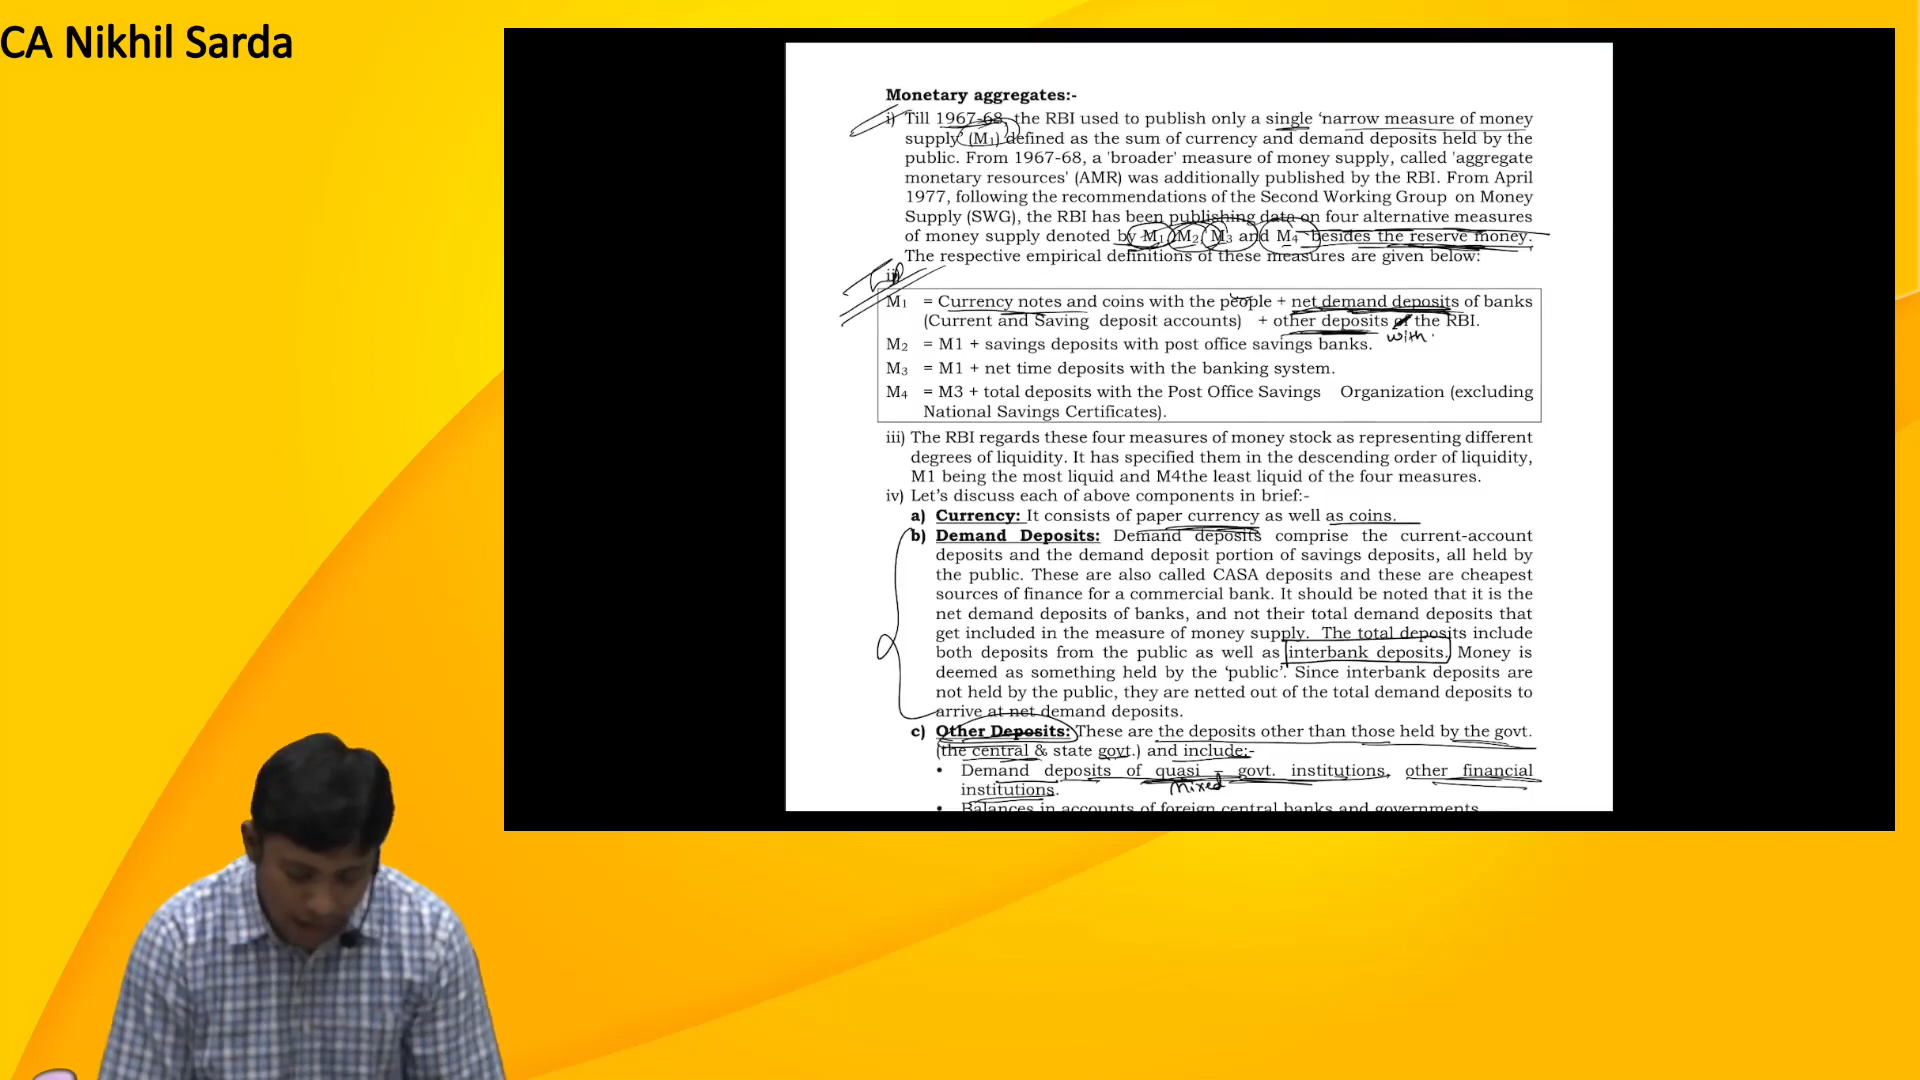 CA Nikhil Sarda
Monetary aggregates:-
i) Till 1967-68, the RBI used to publish only a single ‘narrow measure of money
supply’ (M1) defined as the sum of currency and demand deposits held by the
public. From 1967-68, a 'broader' measure of money supply, called 'aggregate
monetary resources' (AMR) was additionally published by the RBI. From April
1977, following the recommendations of the Second Working Group on Money
Supply (SWG), the RBI has been publishing data on four alternative measures
of money supply denoted by M1, M2, M3 and M4 besides the reserve money.
The respective empirical definitions of these measures are given below:
ii)
M1 = Currency notes and coins with the people + net demand deposits of banks
(Current and Saving deposit accounts) + other deposits of the RBI.
with
M2 = M1 + savings deposits with post office savings banks.
M3 = M1 + net time deposits with the banking system.
M4 = M3 + total deposits with the Post Office Savings Organization (excluding
National Savings Certificates).
iii) The RBI regards these four measures of money stock as representing different
degrees of liquidity. It has specified them in the descending order of liquidity,
M1 being the most liquid and M4the least liquid of the four measures.
iv) Let’s discuss each of above components in brief:-
a) Currency: It consists of paper currency as well as coins.
b) Demand Deposits: Demand deposits comprise the current-account
deposits and the demand deposit portion of savings deposits, all held by
the public. These are also called CASA deposits and these are cheapest
sources of finance for a commercial bank. It should be noted that it is the
net demand deposits of banks, and not their total demand deposits that
get included in the measure of money supply. The total deposits include
both deposits from the public as well as interbank deposits. Money is
deemed as something held by the ‘public’. Since interbank deposits are
not held by the public, they are netted out of the total demand deposits to
arrive at net demand deposits.
c) Other Deposits: These are the deposits other than those held by the govt.
(the central & state govt.) and include:-
• Demand deposits of quasi – govt. institutions, other financial
institutions.
mixed
• Balances in accounts of foreign central banks and governments